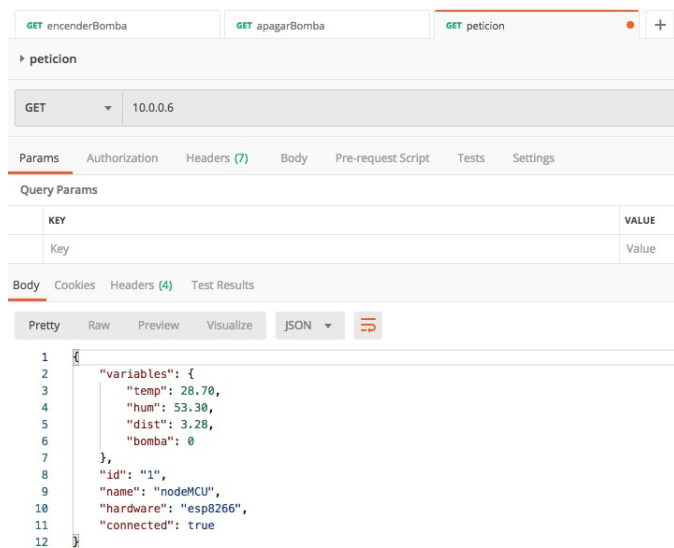 GET encenderBomba GET apagarBomba GET peticion
peticion
GET 10.0.0.6
Params Authorization Headers (7) Body Pre-request Script Tests Settings
Query Params
KEY VALUE
Key Value
Body Cookies Headers (4) Test Results
Pretty Raw Preview Visualize JSON
1 {
2 "variables": {
3 "temp": 28.70,
4 "hum": 53.30,
5 "dist": 3.28,
6 "bomba": 0
7 },
8 "id": "1",
9 "name": "nodeMCU",
10 "hardware": "esp8266",
11 "connected": true
12 }